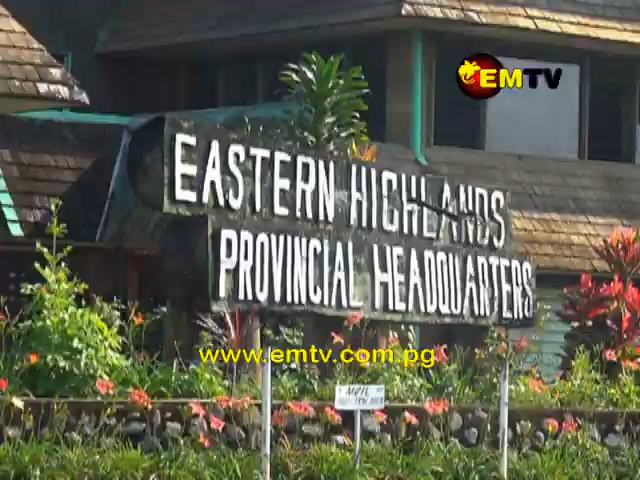 EMTV
EASTERN HIGHLANDS
PROVINCIAL HEADQUARTERS
www.emtv.com.pg